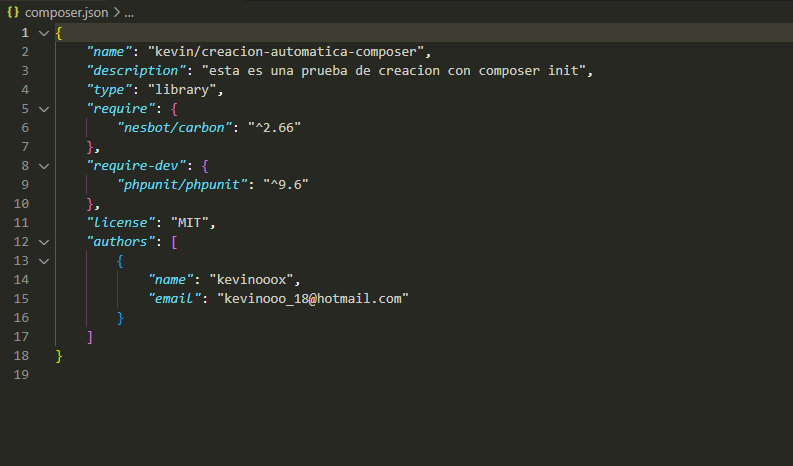 {} composer.json > ...
1 {
2 "name": "kevin/creacion-automatica-composer",
3 "description": "esta es una prueba de creacion con composer init",
4 "type": "library",
5 "require": {
6 "nesbot/carbon": "^2.66"
7 },
8 "require-dev": {
9 "phpunit/phpunit": "^9.6"
10 },
11 "license": "MIT",
12 "authors": [
13 {
14 "name": "kevinooox",
15 "email": "kevinooo_18@hotmail.com"
16 }
17 ]
18 }
19